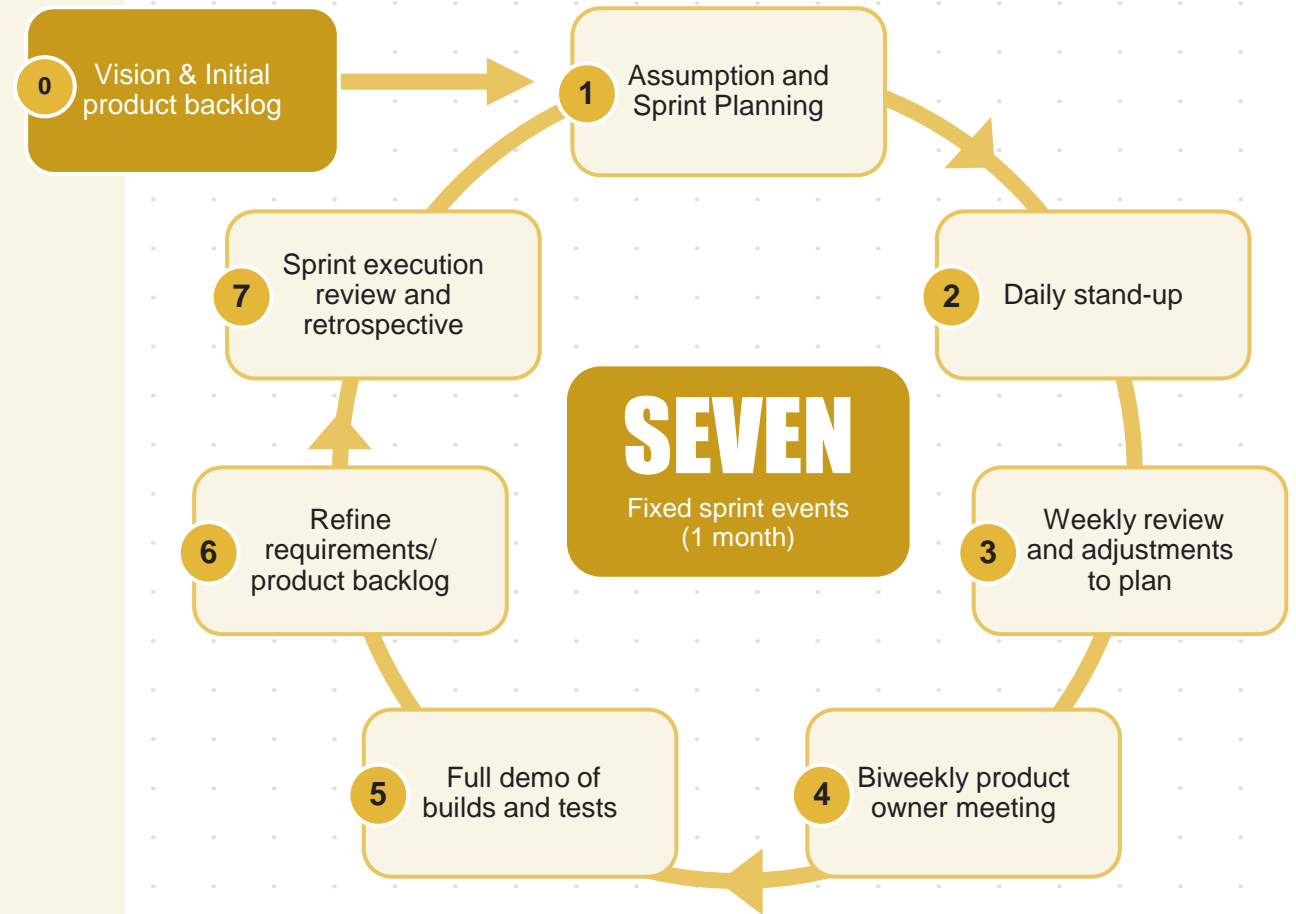 0
Vision & Initial
product backlog
1
Assumption and
Sprint Planning
2
Daily stand-up
3
Weekly review
and adjustments
to plan
4
Biweekly product
owner meeting
5
Full demo of
builds and tests
6
Refine
requirements/
product backlog
7
Sprint execution
review and
retrospective
SEVEN
Fixed sprint events
(1 month)